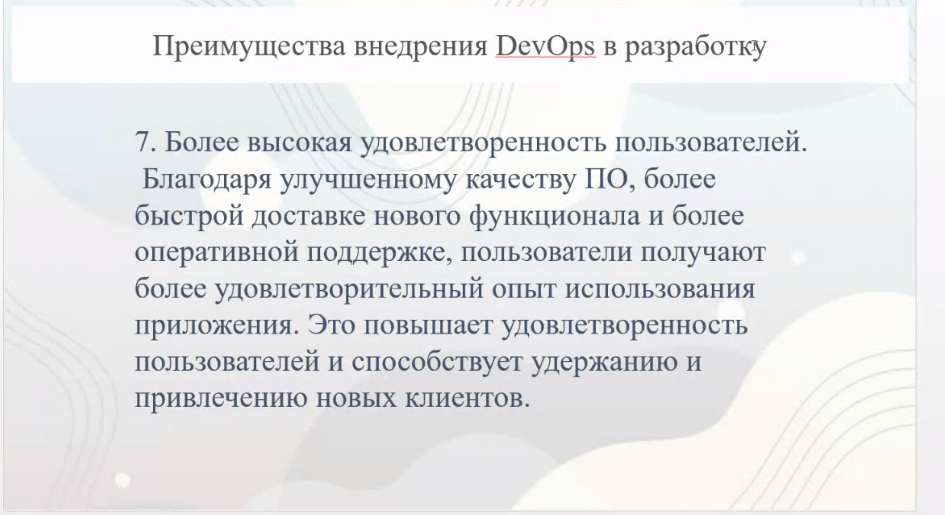 Преимущества внедрения DevOps в разработку
7. Более высокая удовлетворенность пользователей.
Благодаря улучшенному качеству ПО, более
быстрой доставке нового функционала и более
оперативной поддержке, пользователи получают
более удовлетворительный опыт использования
приложения. Это повышает удовлетворенность
пользователей и способствует удержанию и
привлечению новых клиентов.